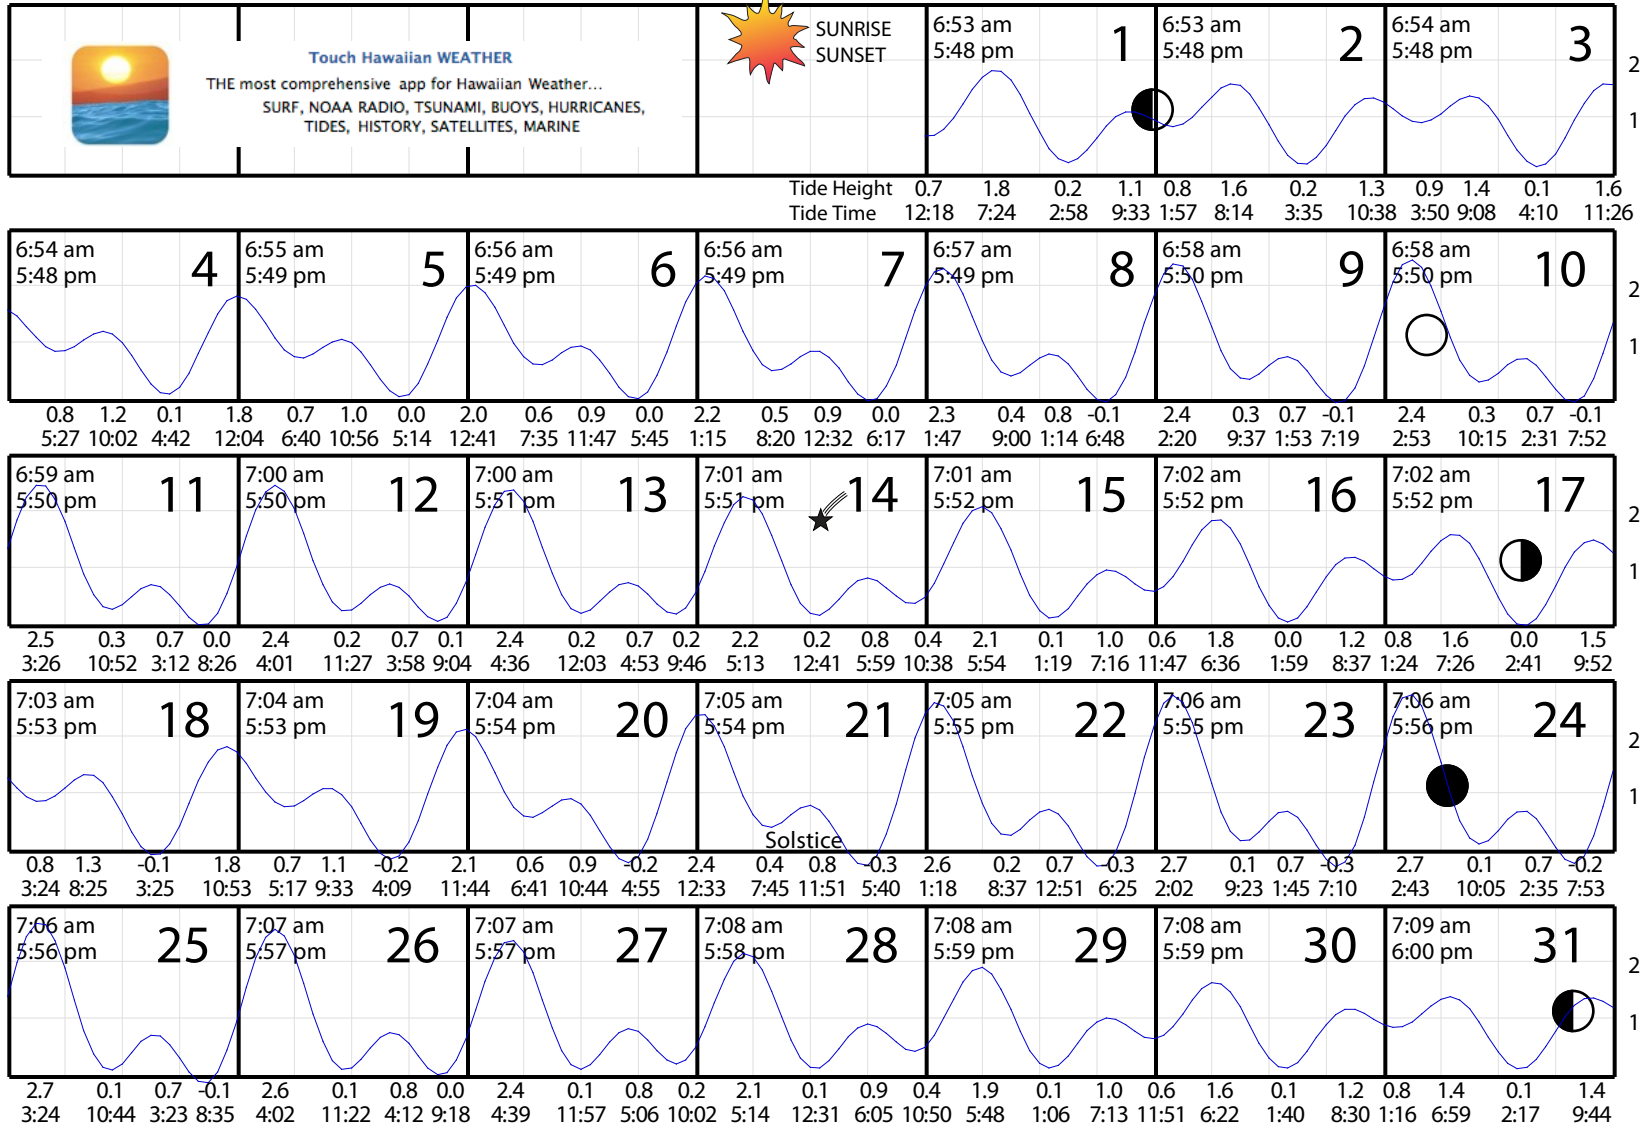 Touch Hawaiian WEATHER
THE most comprehensive app for Hawaiian Weather...
SURF, NOAA RADIO, TSUNAMI, BUOYS, HURRICANES,
TIDES, HISTORY, SATELLITES, MARINE
SUNRISE
SUNSET
6:53 am 1 6:53 am 2 6:54 am 3
5:48 pm 5:48 pm 5:48 pm
2
1
Tide Height 0.7 1.8 0.2 1.1 0.8 1.6 0.2 1.3 0.9 1.4 0.1 1.6
Tide Time 12:18 7:24 2:58 9:33 1:57 8:14 3:35 10:38 3:50 9:08 4:10 11:26
6:54 am 4 6:55 am 5 6:56 am 6 6:56 am 7 6:57 am 8 6:58 am 9 6:58 am 10
5:48 pm 5:49 pm 5:49 pm 5:49 pm 5:49 pm 5:50 pm 5:50 pm
2
1
0.8 1.2 0.1 1.8 0.7 1.0 0.0 2.0 0.6 0.9 0.0 2.2 0.5 0.9 0.0 2.3 0.4 0.8 -0.1 2.4 0.3 0.7 -0.1 2.4 0.3 0.7 -0.1
5:27 10:02 4:42 12:04 6:40 10:56 5:14 12:41 7:35 11:47 5:45 1:15 8:20 12:32 6:17 1:47 9:00 1:14 6:48 2:20 9:37 1:53 7:19 2:53 10:15 2:31 7:52
6:59 am 11 7:00 am 12 7:00 am 13 7:01 am 14 7:01 am 15 7:02 am 16 7:02 am 17
5:50 pm 5:50 pm 5:51 pm 5:51 pm 5:52 pm 5:52 pm 5:52 pm
2
1
2.5 0.3 0.7 0.0 2.4 0.2 0.7 0.1 2.4 0.2 0.7 0.2 2.2 0.2 0.8 0.4 2.1 0.1 1.0 0.6 1.8 0.0 1.2 0.8 1.6 0.0 1.5
3:26 10:52 3:12 8:26 4:01 11:27 3:58 9:04 4:36 12:03 4:53 9:46 5:13 12:41 5:59 10:38 5:54 1:19 7:16 11:47 6:36 1:59 8:37 1:24 7:26 2:41 9:52
7:03 am 18 7:04 am 19 7:04 am 20 7:05 am 21 7:05 am 22 7:06 am 23 7:06 am 24
5:53 pm 5:53 pm 5:54 pm 5:54 pm 5:55 pm 5:55 pm 5:56 pm
2
1
Solstice
0.8 1.3 -0.1 1.8 0.7 1.1 -0.2 2.1 0.6 0.9 -0.2 2.4 0.4 0.8 -0.3 2.6 0.2 0.7 -0.3 2.7 0.1 0.7 -0.3 2.7 0.1 0.7 -0.2
3:24 8:25 3:25 10:53 5:17 9:33 4:09 11:44 6:41 10:44 4:55 12:33 7:45 11:51 5:40 1:18 8:37 12:51 6:25 2:02 9:23 1:45 7:10 2:43 10:05 2:35 7:53
7:06 am 25 7:07 am 26 7:07 am 27 7:08 am 28 7:08 am 29 7:08 am 30 7:09 am 31
5:56 pm 5:57 pm 5:57 pm 5:58 pm 5:59 pm 5:59 pm 6:00 pm
2
1
2.7 0.1 0.7 -0.1 2.6 0.1 0.8 0.0 2.4 0.1 0.8 0.2 2.1 0.1 0.9 0.4 1.9 0.1 1.0 0.6 1.6 0.1 1.2 0.8 1.4 0.1 1.4
3:24 10:44 3:23 8:35 4:02 11:22 4:12 9:18 4:39 11:57 5:06 10:02 5:14 12:31 6:05 10:50 5:48 1:06 7:13 11:51 6:22 1:40 8:30 1:16 6:59 2:17 9:44